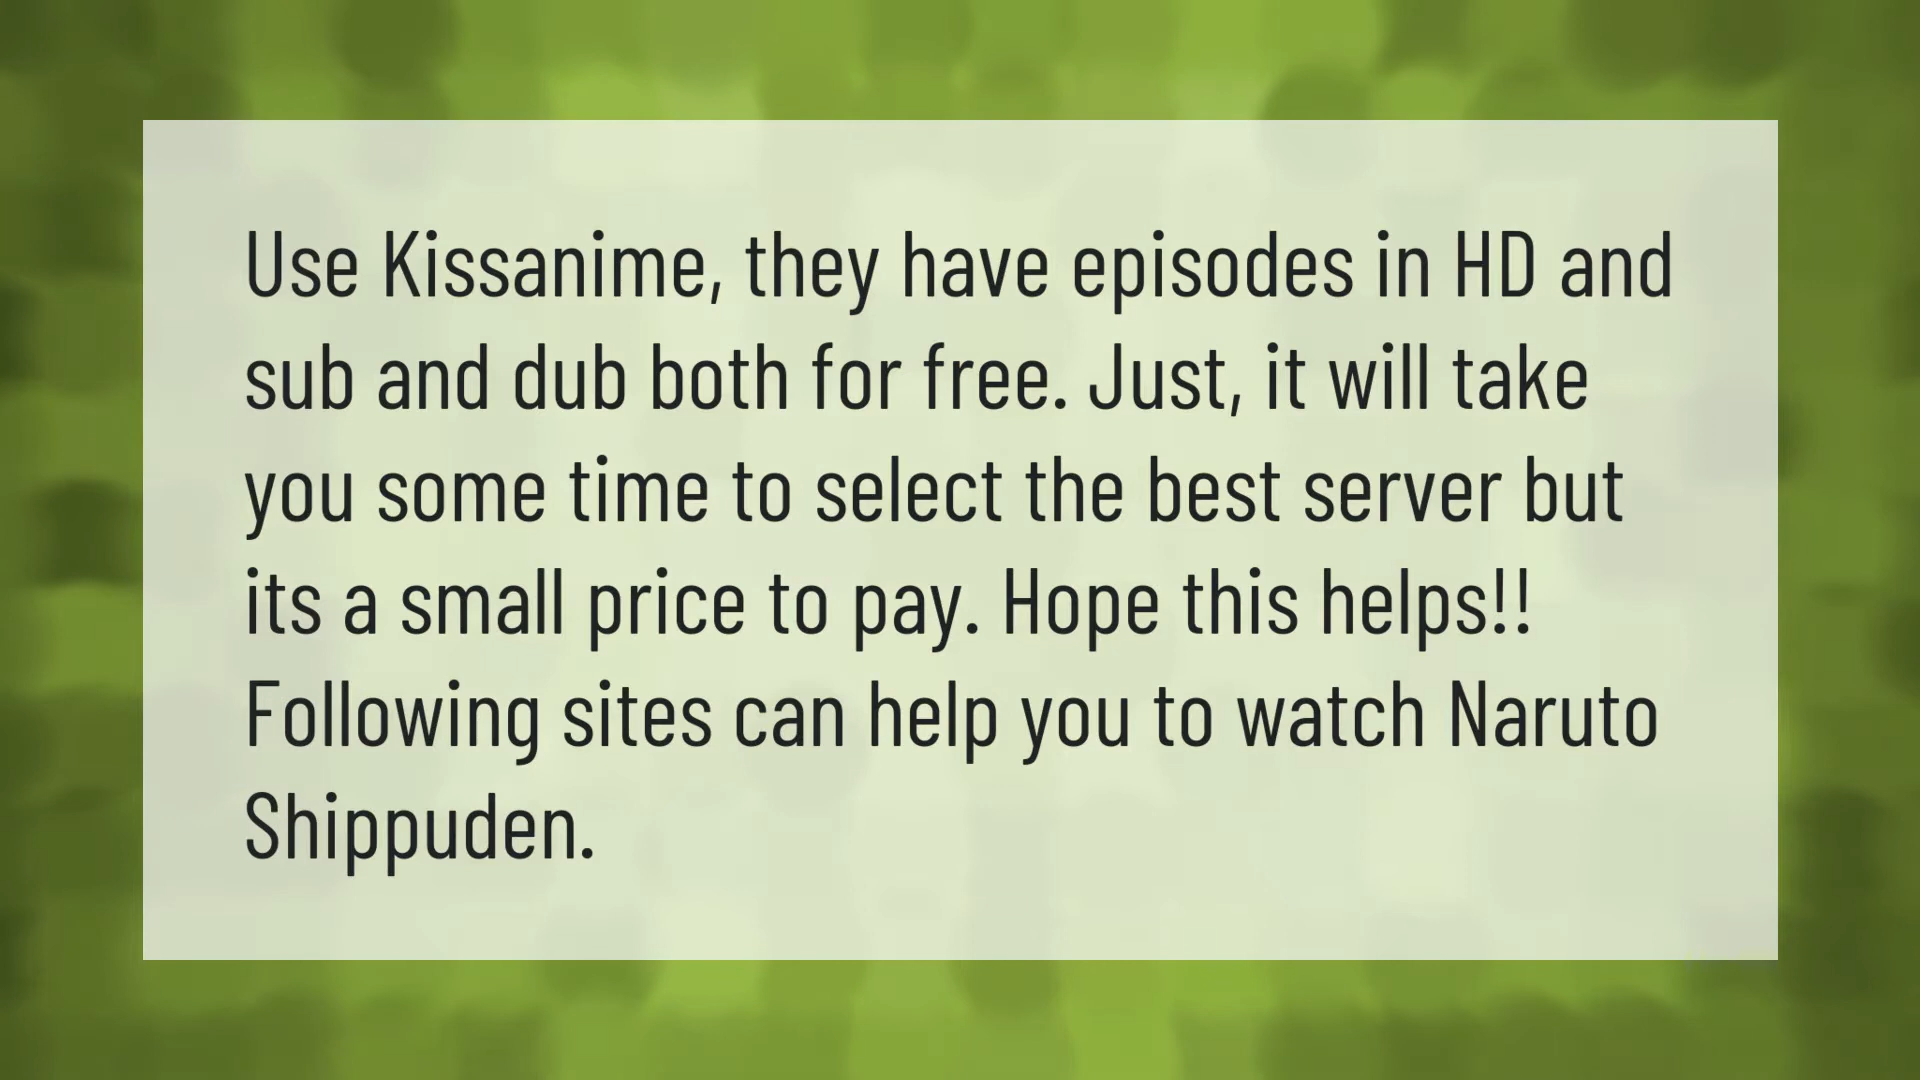 Use Kissanime, they have episodes in HD and
sub and dub both for free. Just, it will take
you some time to select the best server but
its a small price to pay. Hope this helps!!
Following sites can help you to watch Naruto
Shippuden.